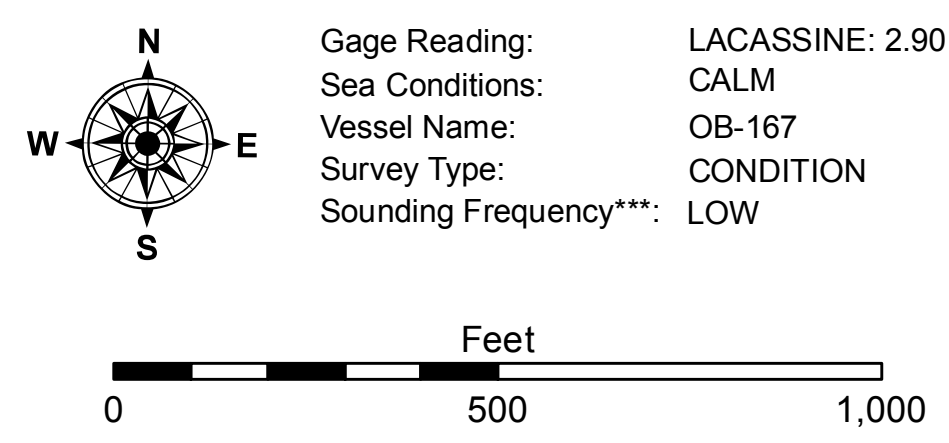 N
W E
S
Gage Reading: LACASSINE: 2.90
Sea Conditions: CALM
Vessel Name: OB-167
Survey Type: CONDITION
Sounding Frequency***: LOW
Feet
0 500 1,000